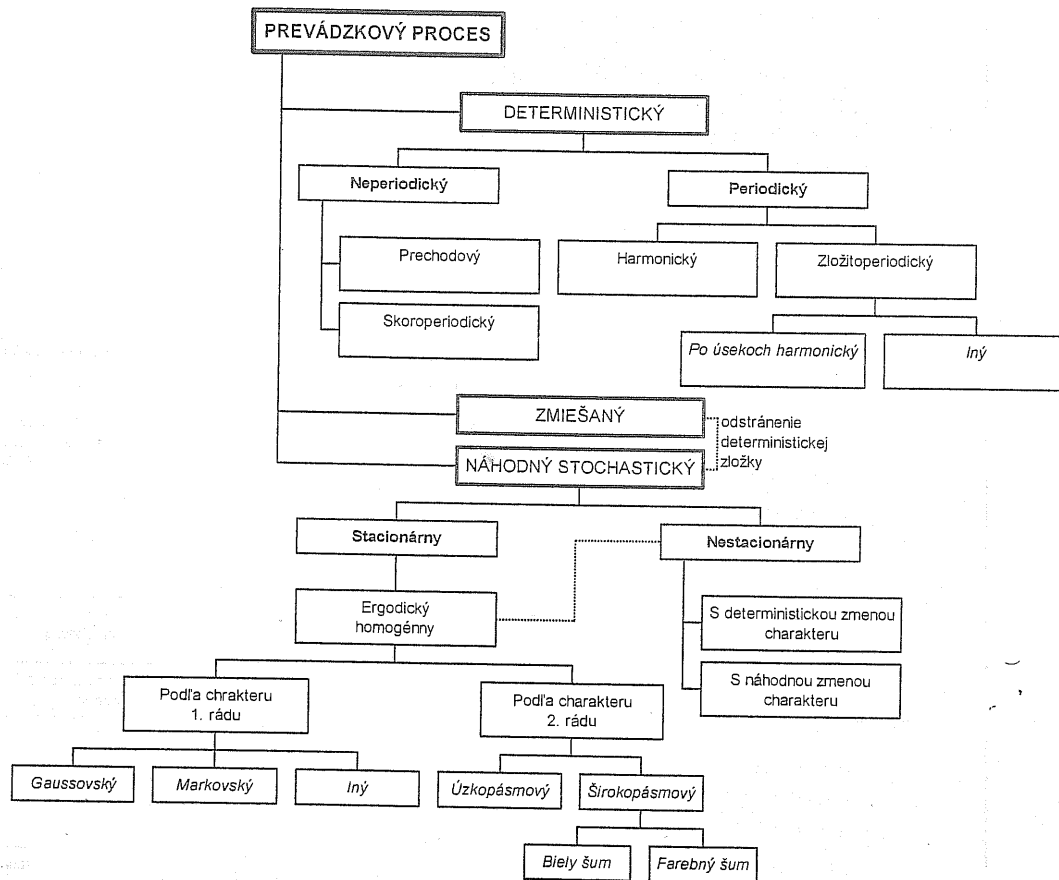 PREVÁDZKOVÝ PROCES
DETERMINISTICKÝ
Neperiodický
Periodický
Prechodový
Harmonický
Zložitoperiodický
Skoroperiodický
Po úsekoch harmonický
Iný
ZMIEŠANÝ
odstránenie
deterministickej
zložky
NÁHODNÝ STOCHASTICKÝ
Stacionárny
Nestacionárny
Ergodický
homogénny
S deterministickou zmenou
charakteru
S náhodnou zmenou
charakteru
Podľa chrakteru
1. rádu
Podľa charakteru
2. rádu
Gaussovský
Markovský
Iný
Úzkopásmový
Širokopásmový
Biely šum
Farebný šum